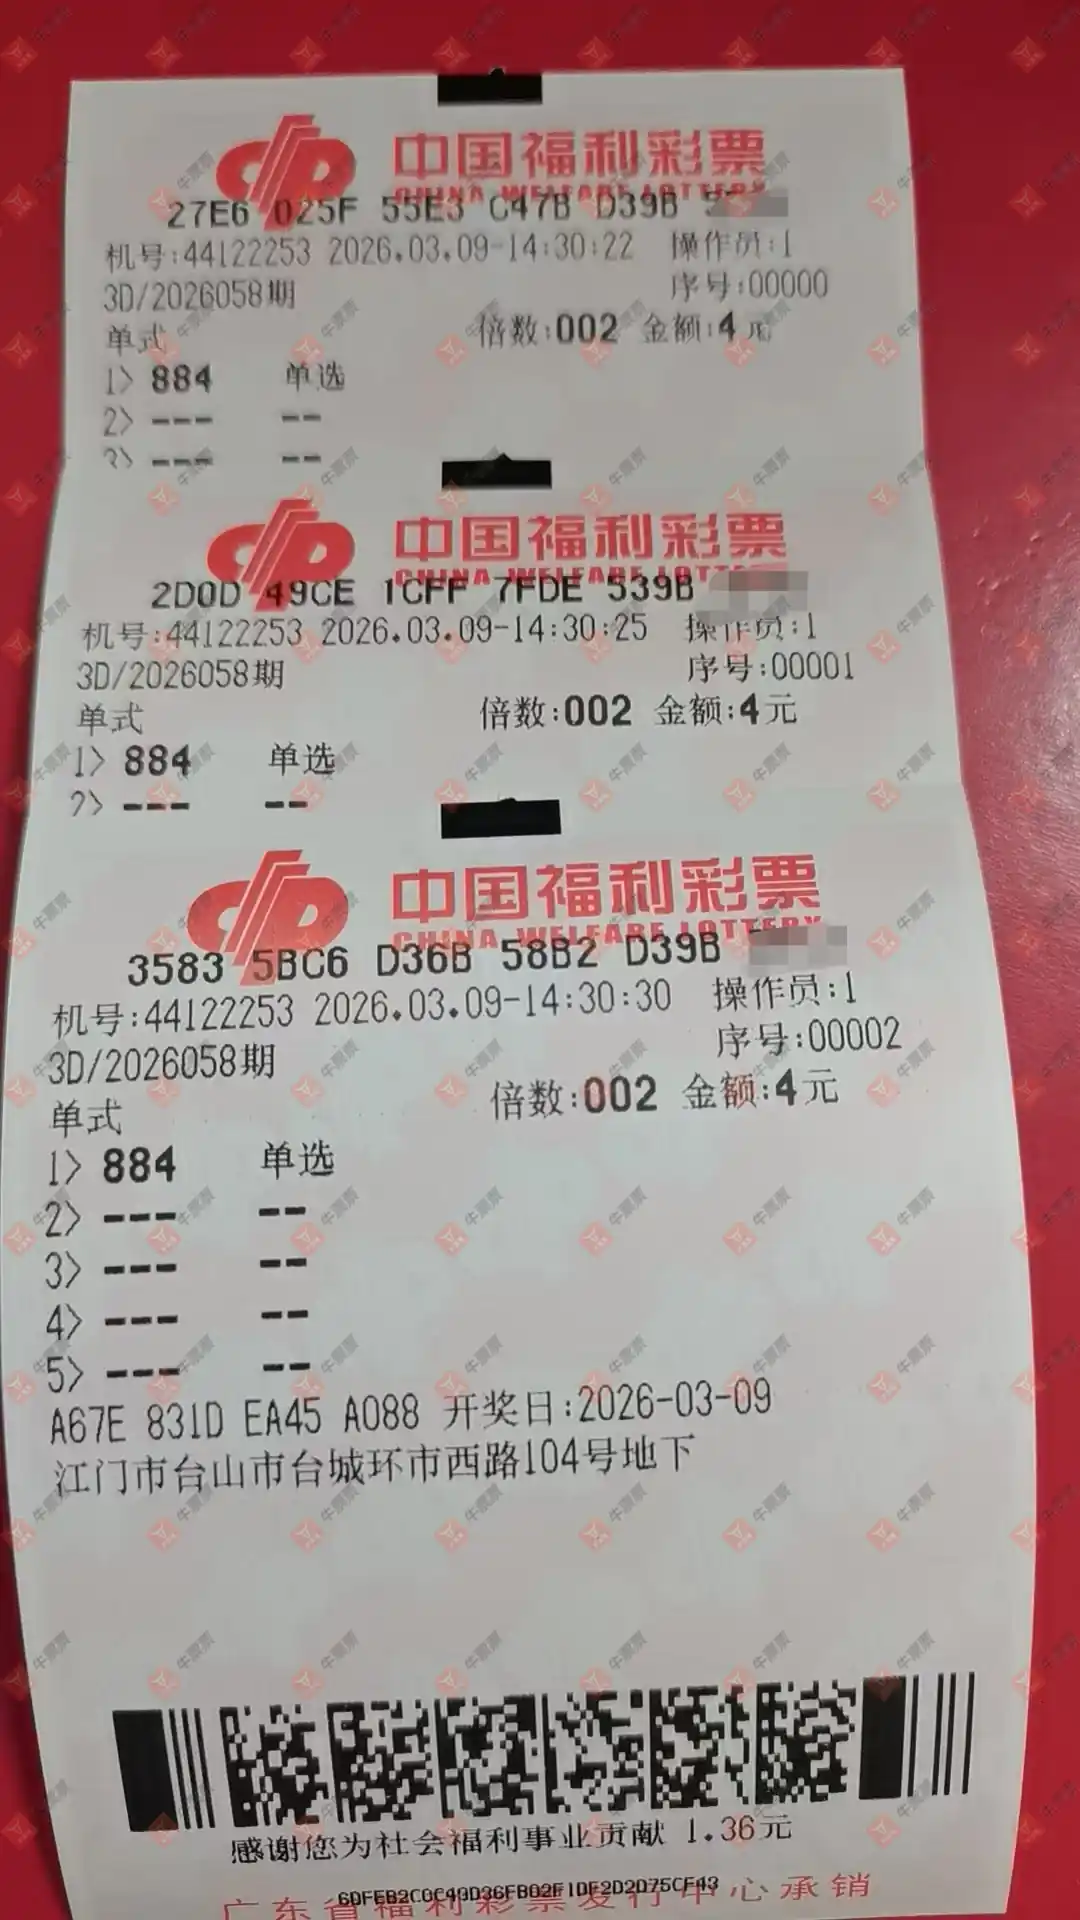 中国福利彩票
CHINA WELFARE LOTTERY
27E6 025F 55E3 C47B D39B
机号:44122253 2026.03.09-14:30:22 操作员:1
3D/2026058期 序号:00000
单式 倍数:002 金额:4元
1> 884 单选
2> --- --
3> --- --
中国福利彩票
CHINA WELFARE LOTTERY
2D0D 49CE 1CFF 7FDE 539B
机号:44122253 2026.03.09-14:30:25 操作员:1
3D/2026058期 序号:00001
单式 倍数:002 金额:4元
1> 884 单选
2> --- --
中国福利彩票
CHINA WELFARE LOTTERY
3583 5BC6 D36B 58B2 D39B
机号:44122253 2026.03.09-14:30:30 操作员:1
3D/2026058期 序号:00002
单式 倍数:002 金额:4元
1> 884 单选
2> --- --
3> --- --
4> --- --
5> --- --
A67E 831D EA45 A088 开奖日:2026-03-09
江门市台山市台城环市西路104号地下
感谢您为社会福利事业贡献 1.36元
6DFEB2C0C49D36FB02F1DF2D2D75CF43
广东省福利彩票发行中心承销
牛票票